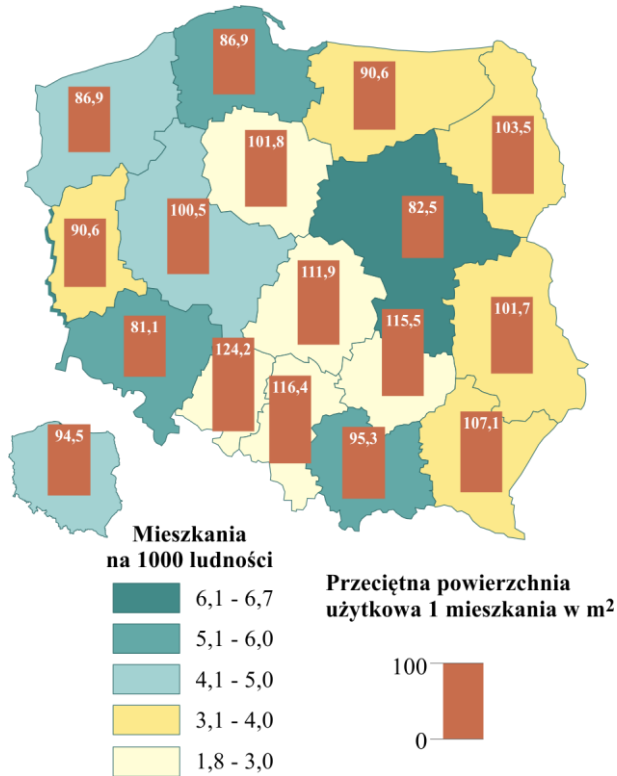 86,9
86,9
90,6
103,5
101,8
100,5
82,5
90,6
111,9
101,7
81,1
115,5
124,2
116,4
107,1
94,5
95,3
Mieszkania
na 1000 ludności
6,1 - 6,7
5,1 - 6,0
4,1 - 5,0
3,1 - 4,0
1,8 - 3,0
Przeciętna powierzchnia
użytkowa 1 mieszkania w m²
100
0